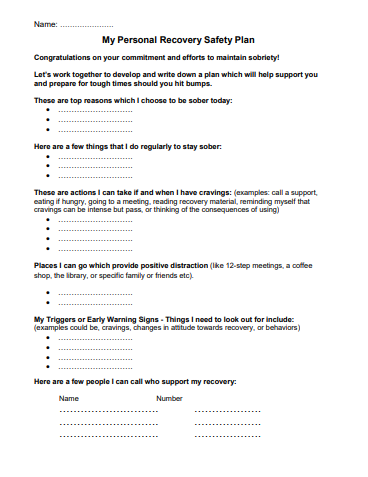 Name: ......................
My Personal Recovery Safety Plan
Congratulations on your commitment and efforts to maintain sobriety!
Let's work together to develop and write down a plan which will help support you
and prepare for tough times should you hit bumps.
These are top reasons which I choose to be sober today:
• ..............................
• ..............................
• ..............................
Here are a few things that I do regularly to stay sober:
• ..............................
• ..............................
• ..............................
These are actions I can take if and when I have cravings: (examples: call a support,
eating if hungry, going to a meeting, reading recovery material, reminding myself that
cravings can be intense but pass, or thinking of the consequences of using)
• ..............................
• ..............................
• ..............................
• ..............................
Places I can go which provide positive distraction (like 12-step meetings, a coffee
shop, the library, or specific family or friends etc).
• ..............................
• ..............................
My Triggers or Early Warning Signs - Things I need to look out for include:
(examples could be, cravings, changes in attitude towards recovery, or behaviors)
• ..............................
• ..............................
• ..............................
• ..............................
Here are a few people I can call who support my recovery:
Name Number
.............................. ....................
.............................. ....................
.............................. ....................